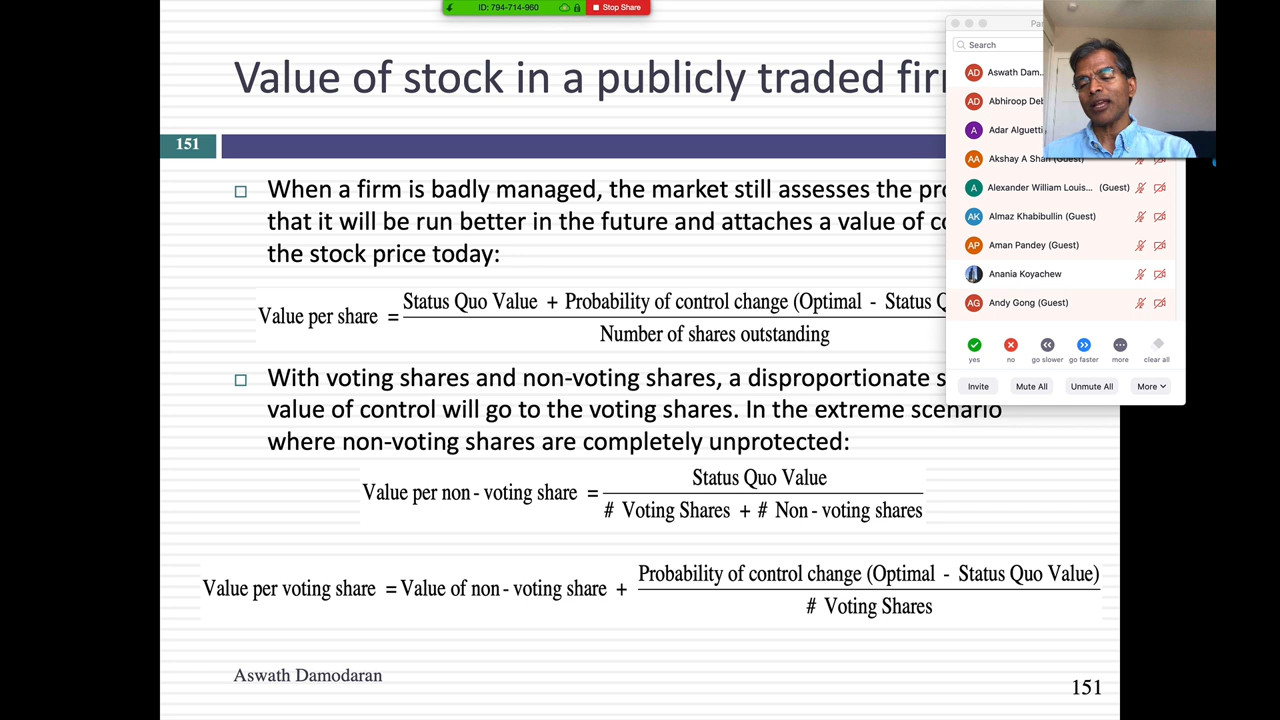 ID: 794-714-960
Stop Share
Value of stock in a publicly traded
151
When a firm is badly managed, the market still assesses the
that it will be run better in the future and attaches a value of
the stock price today:
Value per share = Status Quo Value + Probability of control change (Optimal - Status
Number of shares outstanding
With voting shares and non-voting shares, a disproportionate
value of control will go to the voting shares. In the extreme scenario
where non-voting shares are completely unprotected:
Value per non - voting share = Status Quo Value
# Voting Shares + # Non - voting shares
Value per voting share = Value of non - voting share + Probability of control change (Optimal - Status Quo Value)
# Voting Shares
Aswath Damodaran
151
Search
AD Aswath Dam...
AD Abhiroop Deb
A Adar Alguetti
AA Akshay A Shah (Guest)
A Alexander William Louis... (Guest)
AK Almaz Khabibullin (Guest)
AP Aman Pandey (Guest)
Anania Koyachew
AG Andy Gong (Guest)
yes no go slower go faster more clear all
Invite Mute All Unmute All More